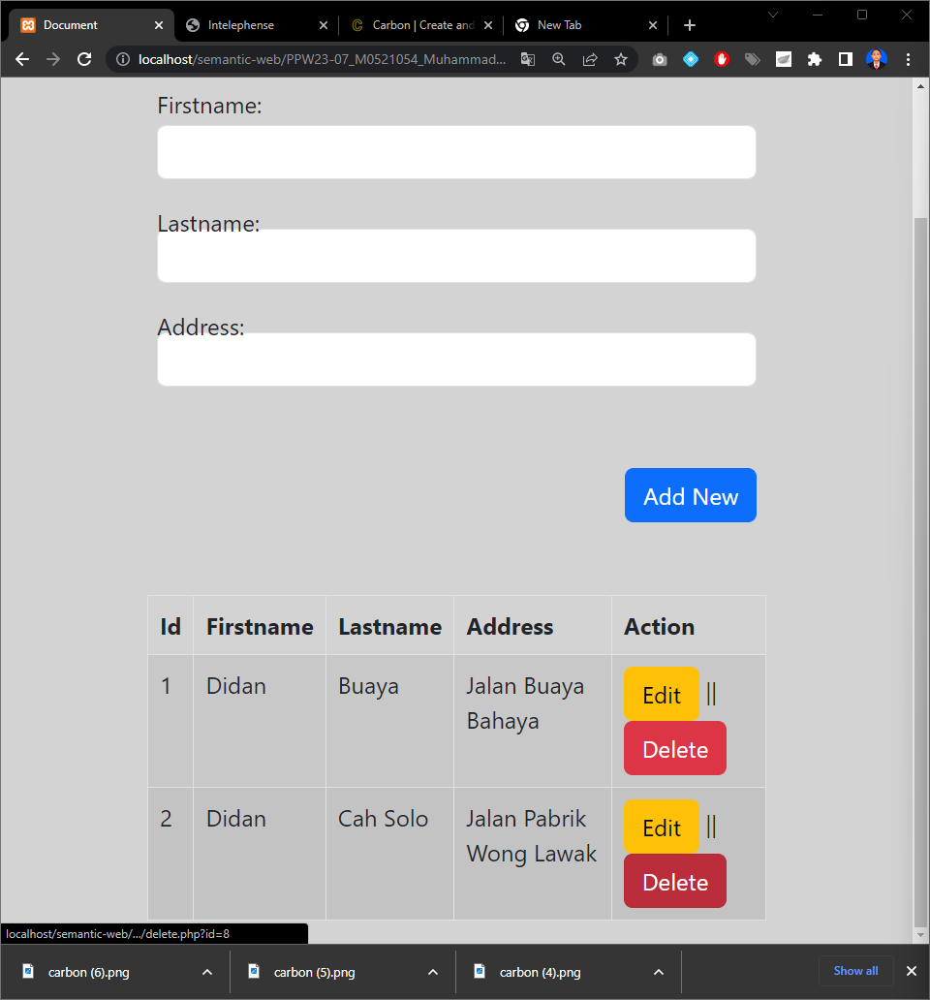 Document
Intelephense
Carbon | Create and
New Tab
localhost/semantic-web/PPW23-07_M0521054_Muhammad...
Firstname:
Lastname:
Address:
Add New
Id Firstname Lastname Address Action
1 Didan Buaya Jalan Buaya Edit ||
Bahaya
Delete
2 Didan Cah Solo Jalan Pabrik Edit ||
Wong Lawak
Delete
localhost/semantic-web/.../delete.php?id=8
carbon (6).png
carbon (5).png
carbon (4).png
Show all